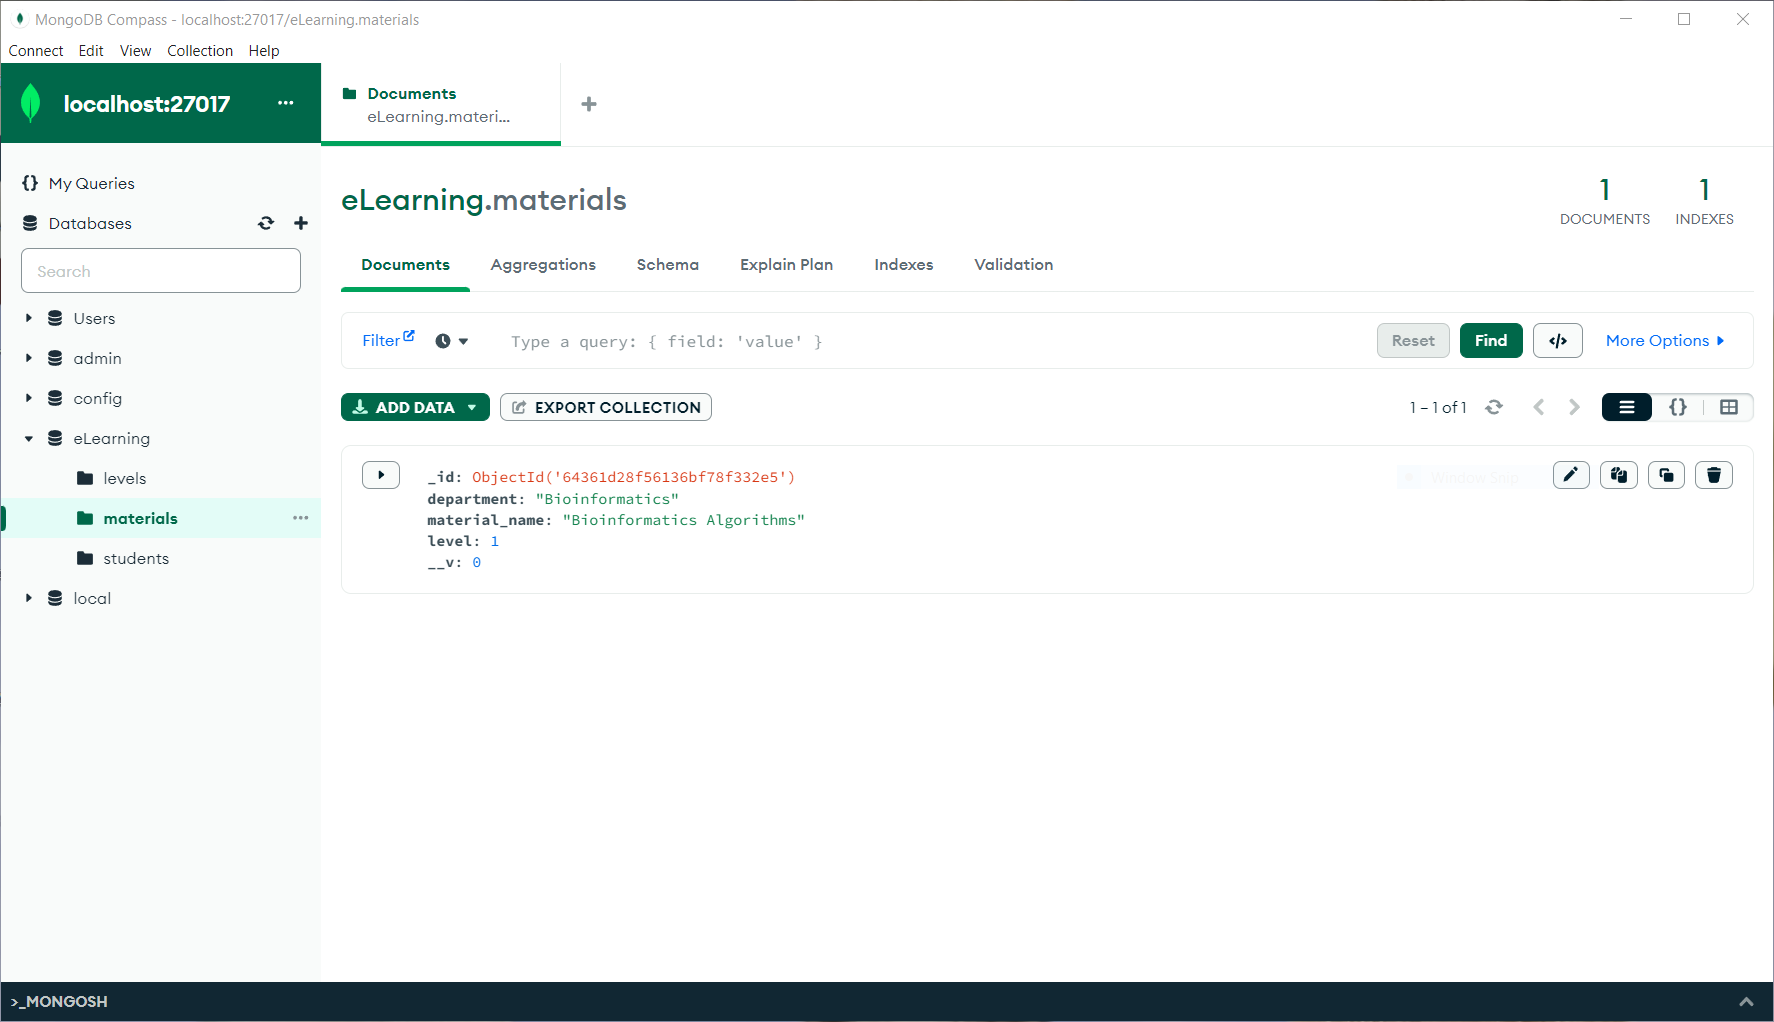 MongoDB Compass - localhost:27017/eLearning.materials
Connect Edit View Collection Help
localhost:27017 ...
Documents
eLearning.materi...
+
{} My Queries
Databases
Search
Users
admin
config
eLearning
levels
materials ...
students
local
eLearning.materials
1
DOCUMENTS
1
INDEXES
Documents Aggregations Schema Explain Plan Indexes Validation
Filter Type a query: { field: 'value' } Reset Find </> More Options
ADD DATA EXPORT COLLECTION 1 – 1 of 1 {}
_id: ObjectId('64361d28f56136bf78f332e5') Window Snip
department: "Bioinformatics"
material_name: "Bioinformatics Algorithms"
level: 1
__v: 0
>_MONGOSH